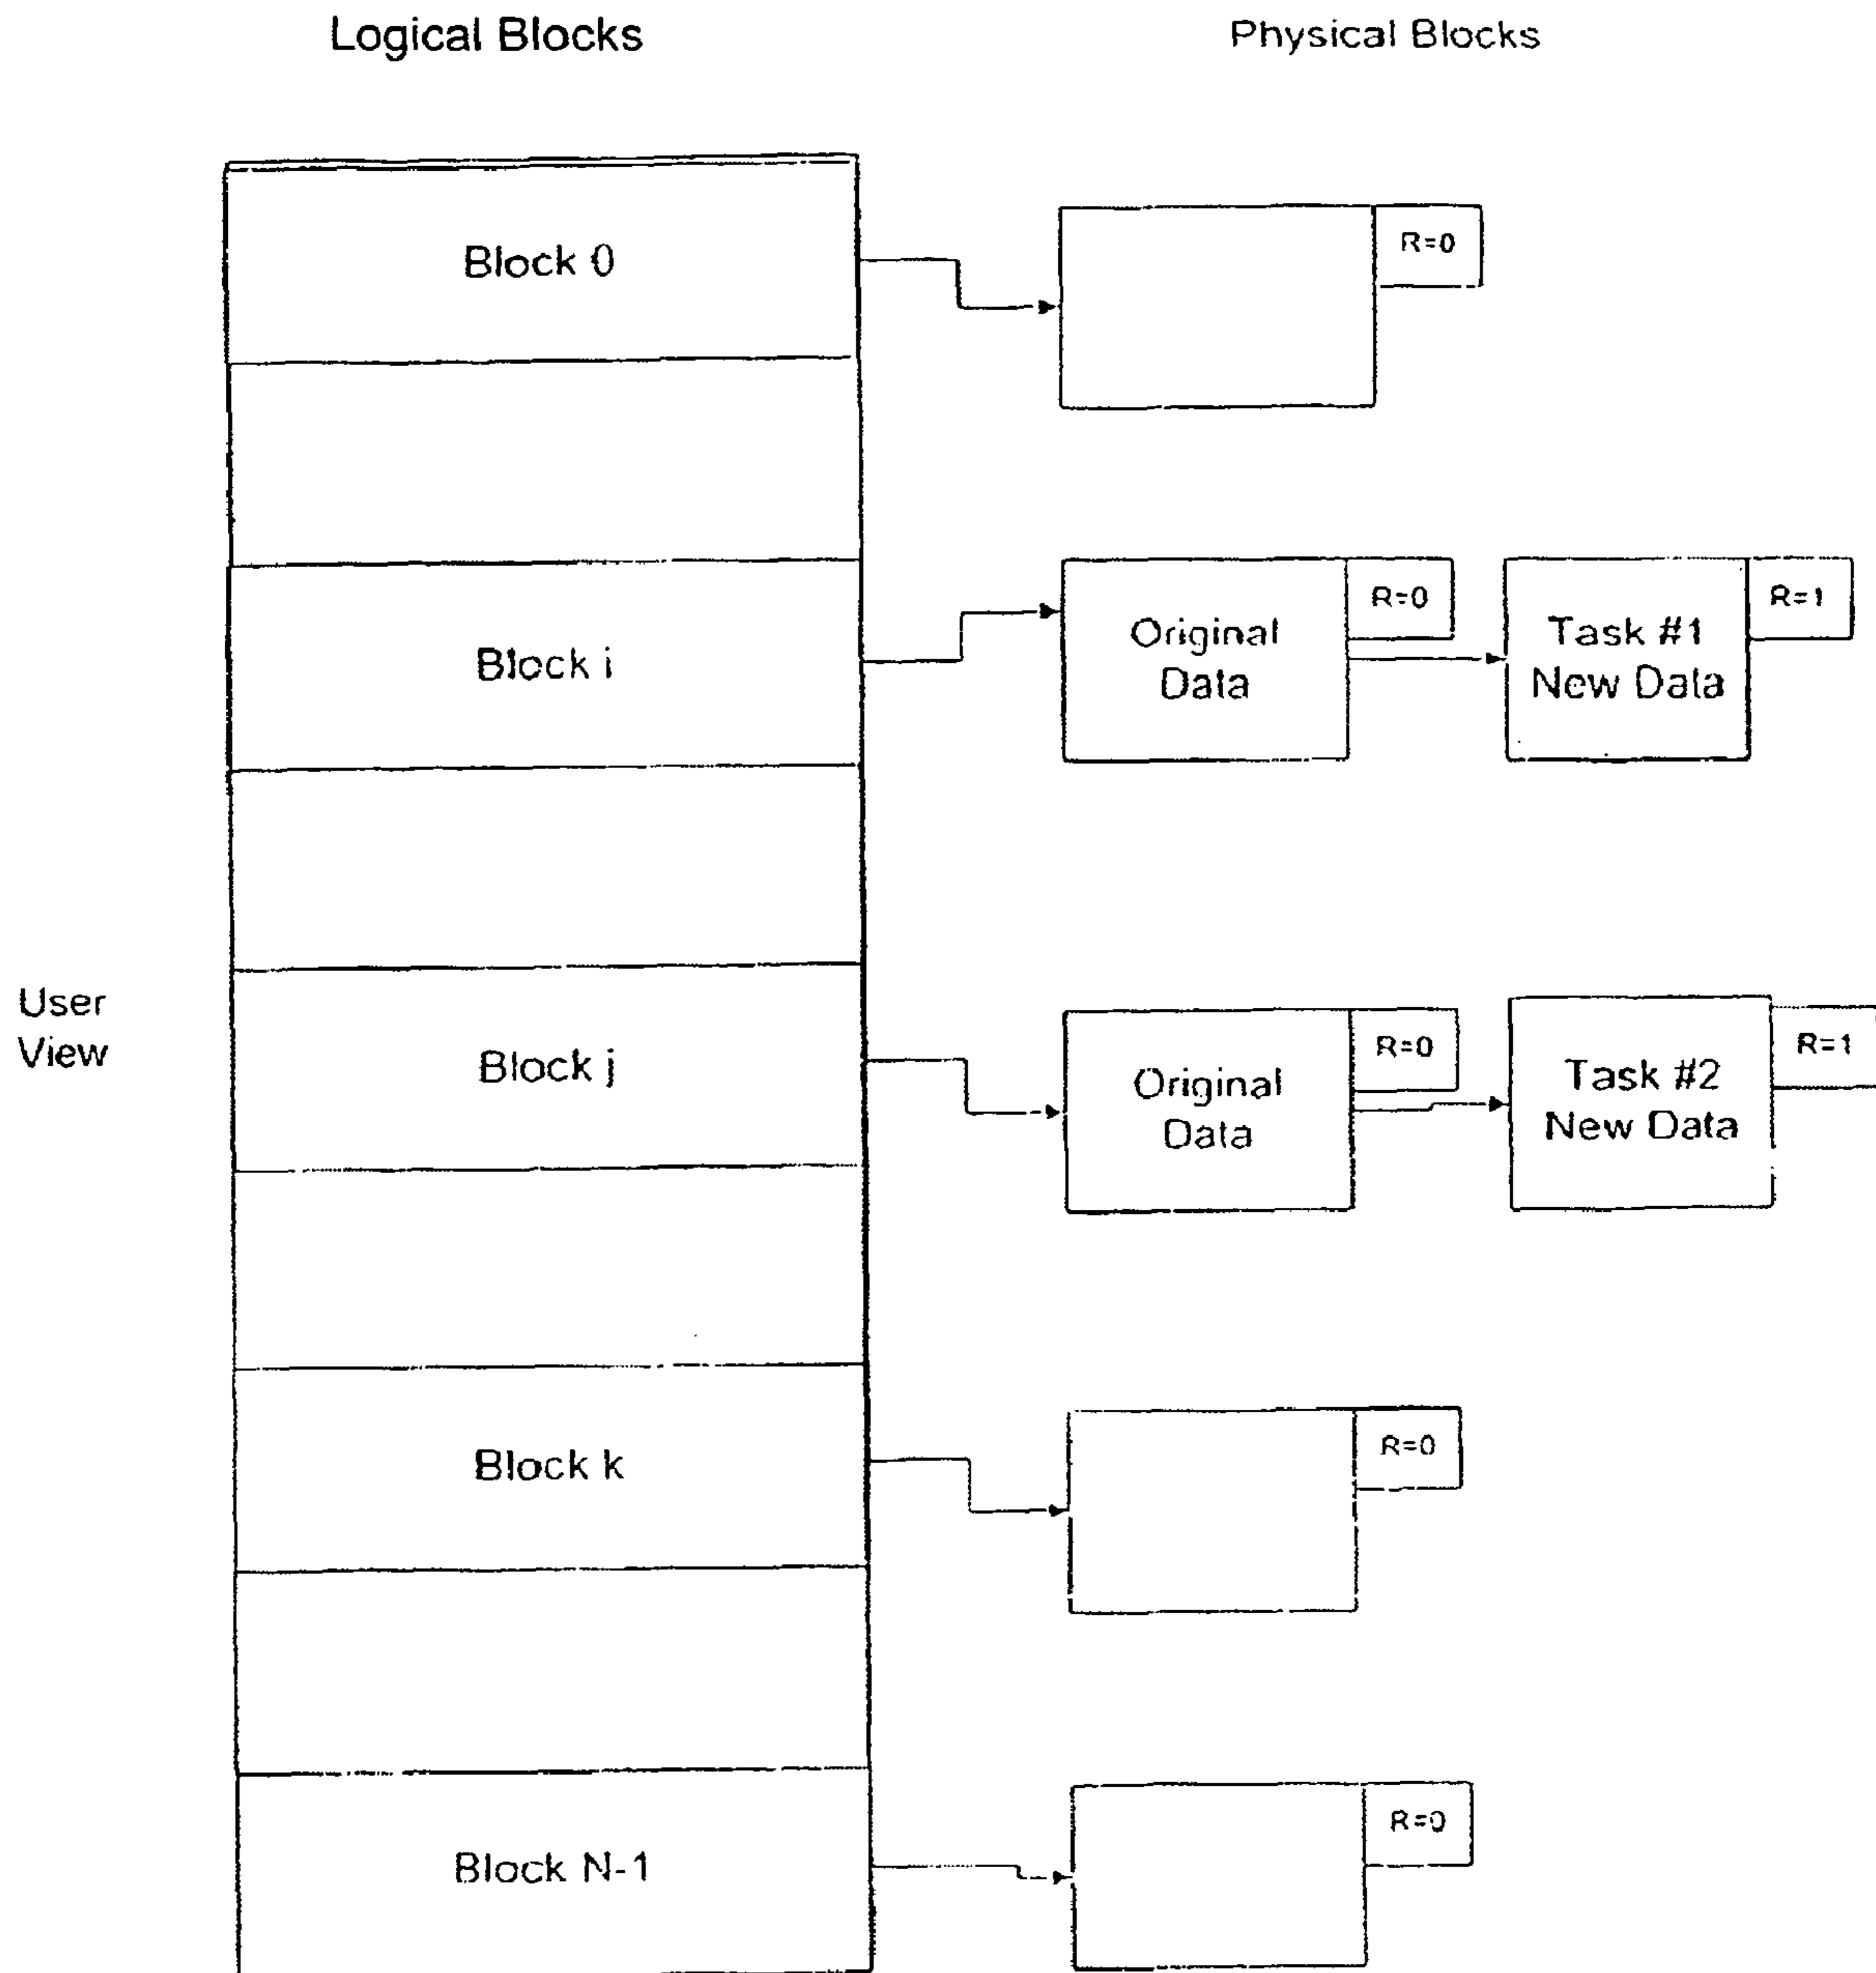 Logical Blocks
Physical Blocks
Block 0
R=0
Block i
Original
Data
R=0
Task #1
New Data
R=1
User
View
Block j
Original
Data
R=0
Task #2
New Data
R=1
Block k
R=0
Block N-1
R=0